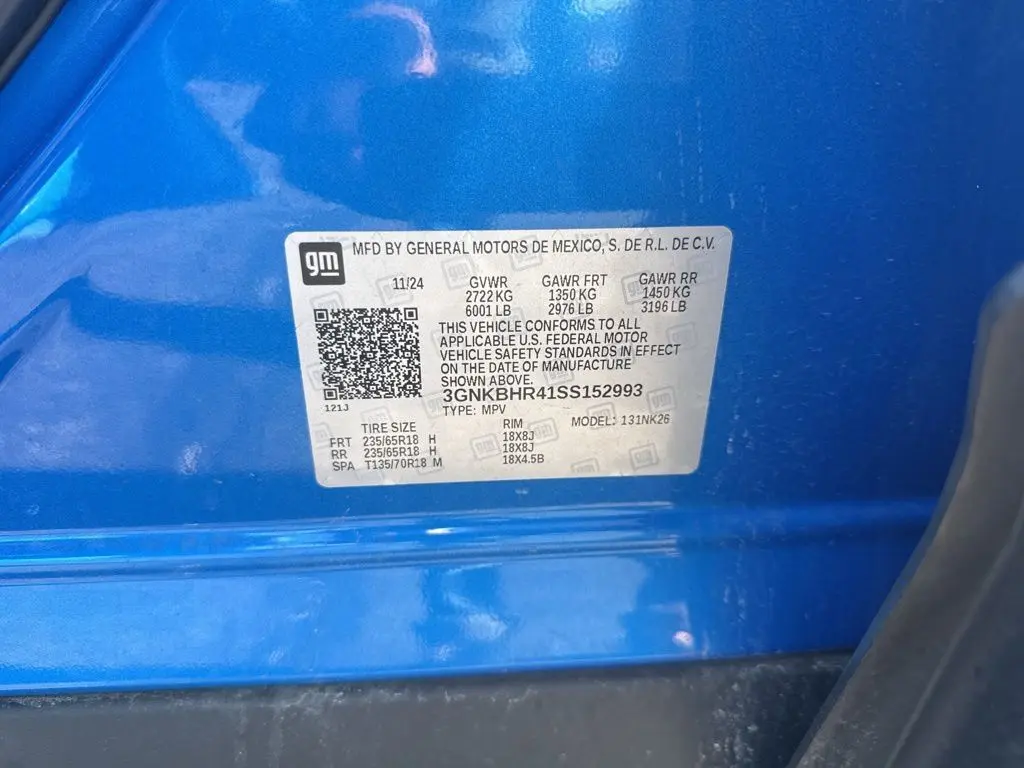 gm MFD BY GENERAL MOTORS DE MEXICO, S. DE R.L. DE C.V.
11/24 GVWR GAWR FRT GAWR RR
2722 KG 1350 KG 1450 KG
6001 LB 2976 LB 3196 LB
THIS VEHICLE CONFORMS TO ALL
APPLICABLE U.S. FEDERAL MOTOR
VEHICLE SAFETY STANDARDS IN EFFECT
ON THE DATE OF MANUFACTURE
SHOWN ABOVE.
3GNKBHR41SS152993
121J
TYPE: MPV MODEL: 131NK26
TIRE SIZE RIM
FRT 235/65R18 H 18X8J
RR 235/65R18 H 18X8J
SPA T135/70R18 M 18X4.5B